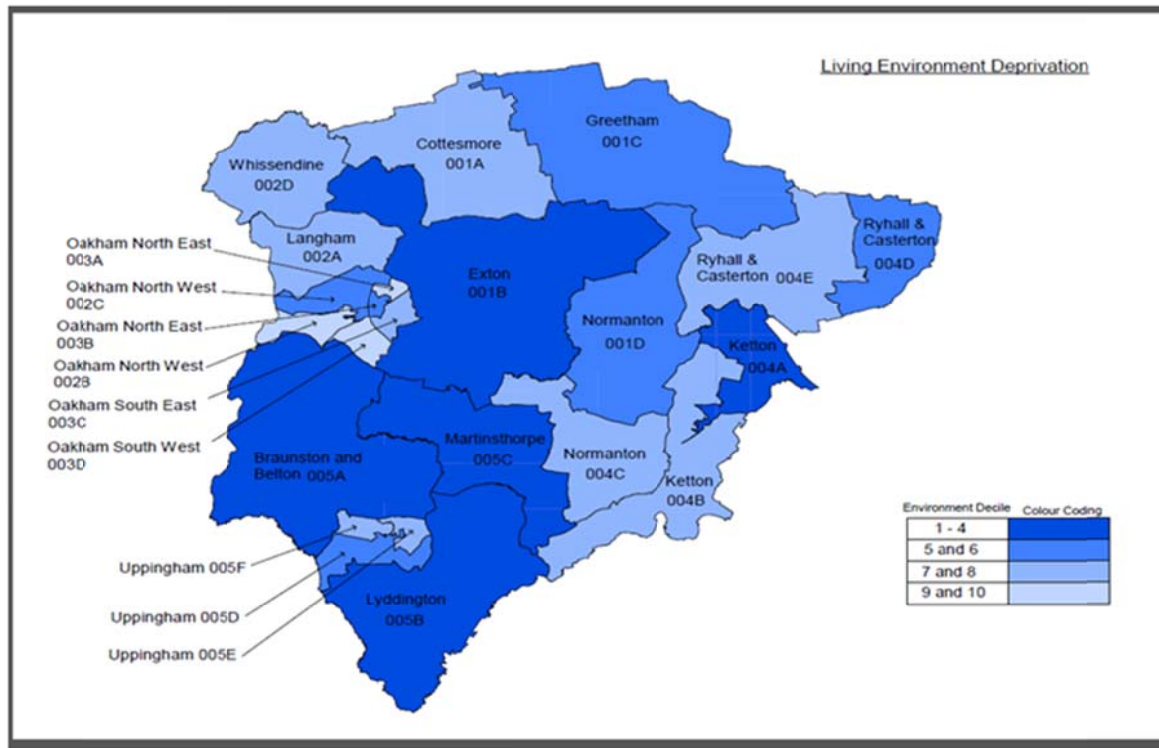 Living Environment Deprivation
Greetham
001C
Cottesmore
001A
Whissendine
002D
Ryhall &
Casterton
004D
Langham
002A
Oakham North East
003A
Ryhall &
Casterton 004E
Exton
001B
Oakham North West
002C
Normanton
001D
Oakham North East
003B
Ketton
004A
Oakham North West
002B
Oakham South East
003C
Oakham South West
003D
Martinsthorpe
005C
Normanton
004C
Braunston and
Belton 005A
Ketton
004B
Environment Decile Colour Coding
1 - 4
5 and 6
7 and 8
9 and 10
Uppingham 005F
Lyddington
005B
Uppingham 005D
Uppingham 005E